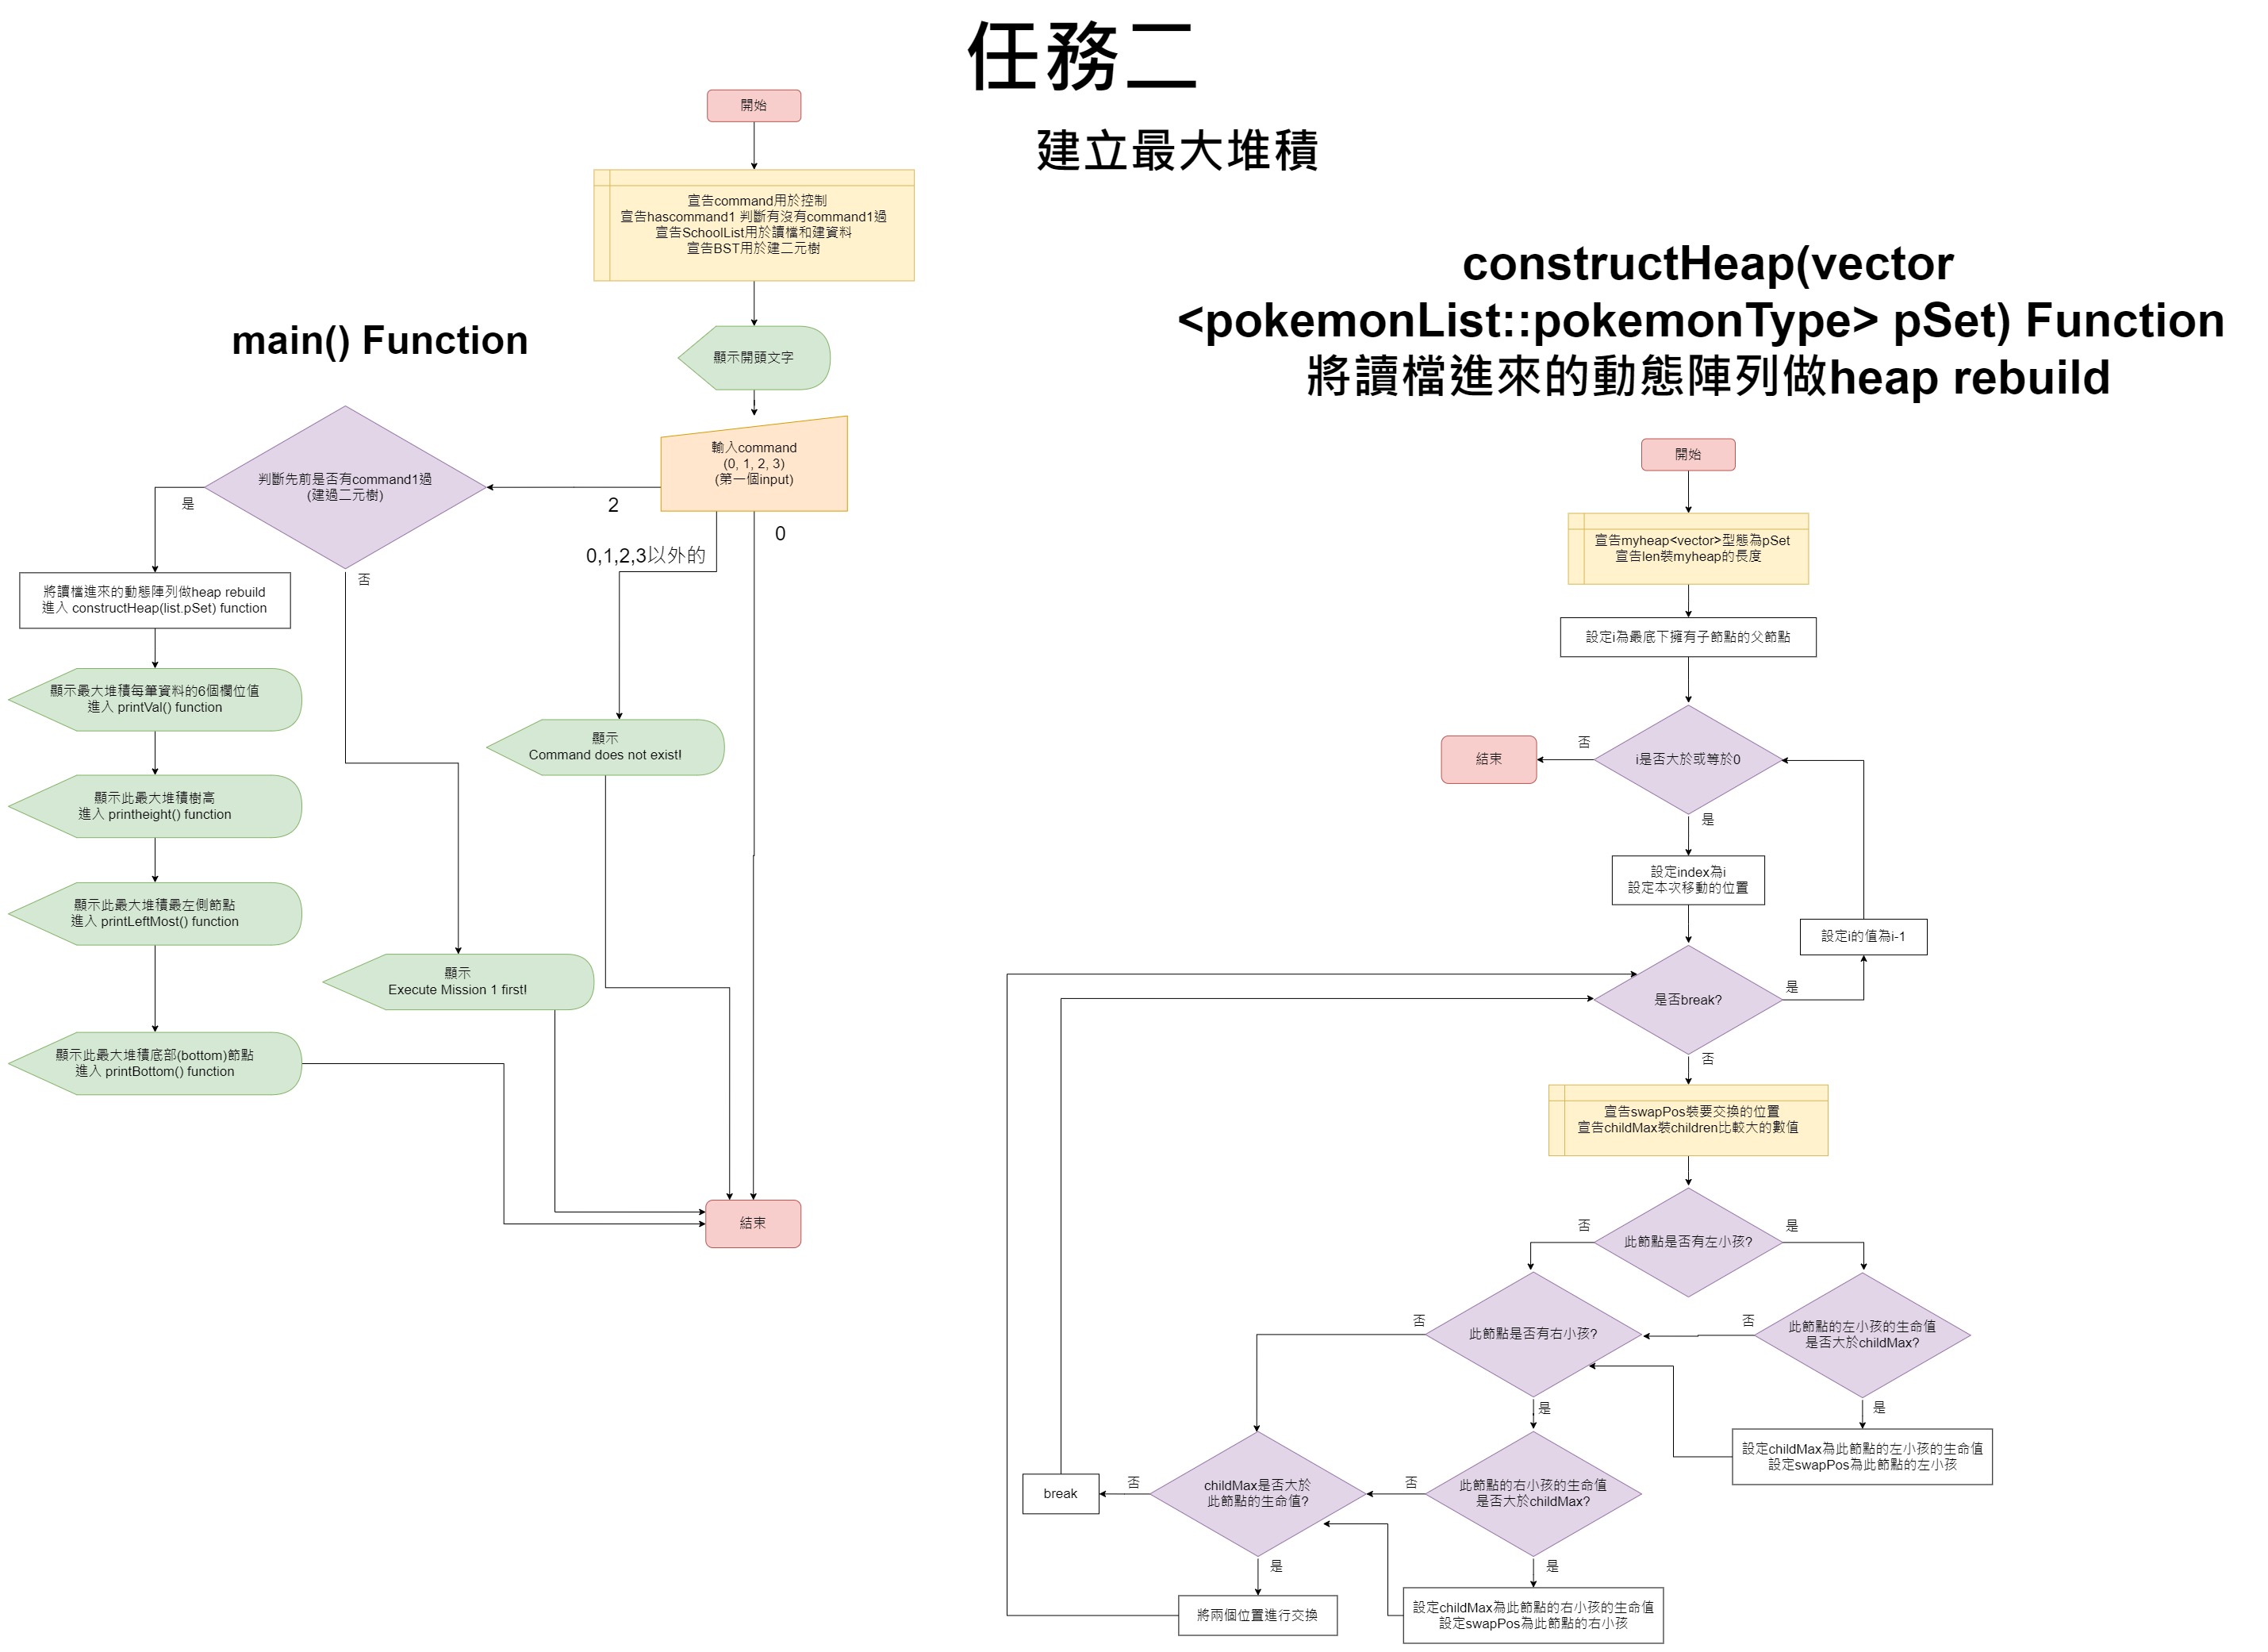 任務二
建立最大堆積
main() Function
開始
宣告command用於控制
宣告hascommand1 判斷有沒有command1過
宣告SchoolList用於讀檔和建資料
宣告BST用於建二元樹
顯示開頭文字
輸入command
(0, 1, 2, 3)
(第一個input)
2
0
0,1,2,3以外的
判斷先前是否有command1過
(建過二元樹)
是
否
將讀檔進來的動態陣列做heap rebuild
進入 constructHeap(list.pSet) function
顯示最大堆積每筆資料的6個欄位值
進入 printVal() function
顯示此最大堆積樹高
進入 printheight() function
顯示此最大堆積最左側節點
進入 printLeftMost() function
顯示此最大堆積底部(bottom)節點
進入 printBottom() function
顯示
Execute Mission 1 first!
顯示
Command does not exist!
結束
constructHeap(vector
<pokemonList::pokemonType> pSet) Function
將讀檔進來的動態陣列做heap rebuild
開始
宣告myheap<vector>型態為pSet
宣告len裝myheap的長度
設定i為最底下擁有子節點的父節點
i是否大於或等於0
否
結束
是
設定index為i
設定本次移動的位置
設定i的值為i-1
是否break?
是
否
宣告swapPos裝要交換的位置
宣告childMax裝children比較大的數值
此節點是否有左小孩?
否
是
此節點是否有右小孩?
否
是
此節點的左小孩的生命值
是否大於childMax?
否
是
設定childMax為此節點的左小孩的生命值
設定swapPos為此節點的左小孩
此節點的右小孩的生命值
是否大於childMax?
否
是
設定childMax為此節點的右小孩的生命值
設定swapPos為此節點的右小孩
childMax是否大於
此節點的生命值?
否
break
是
將兩個位置進行交換